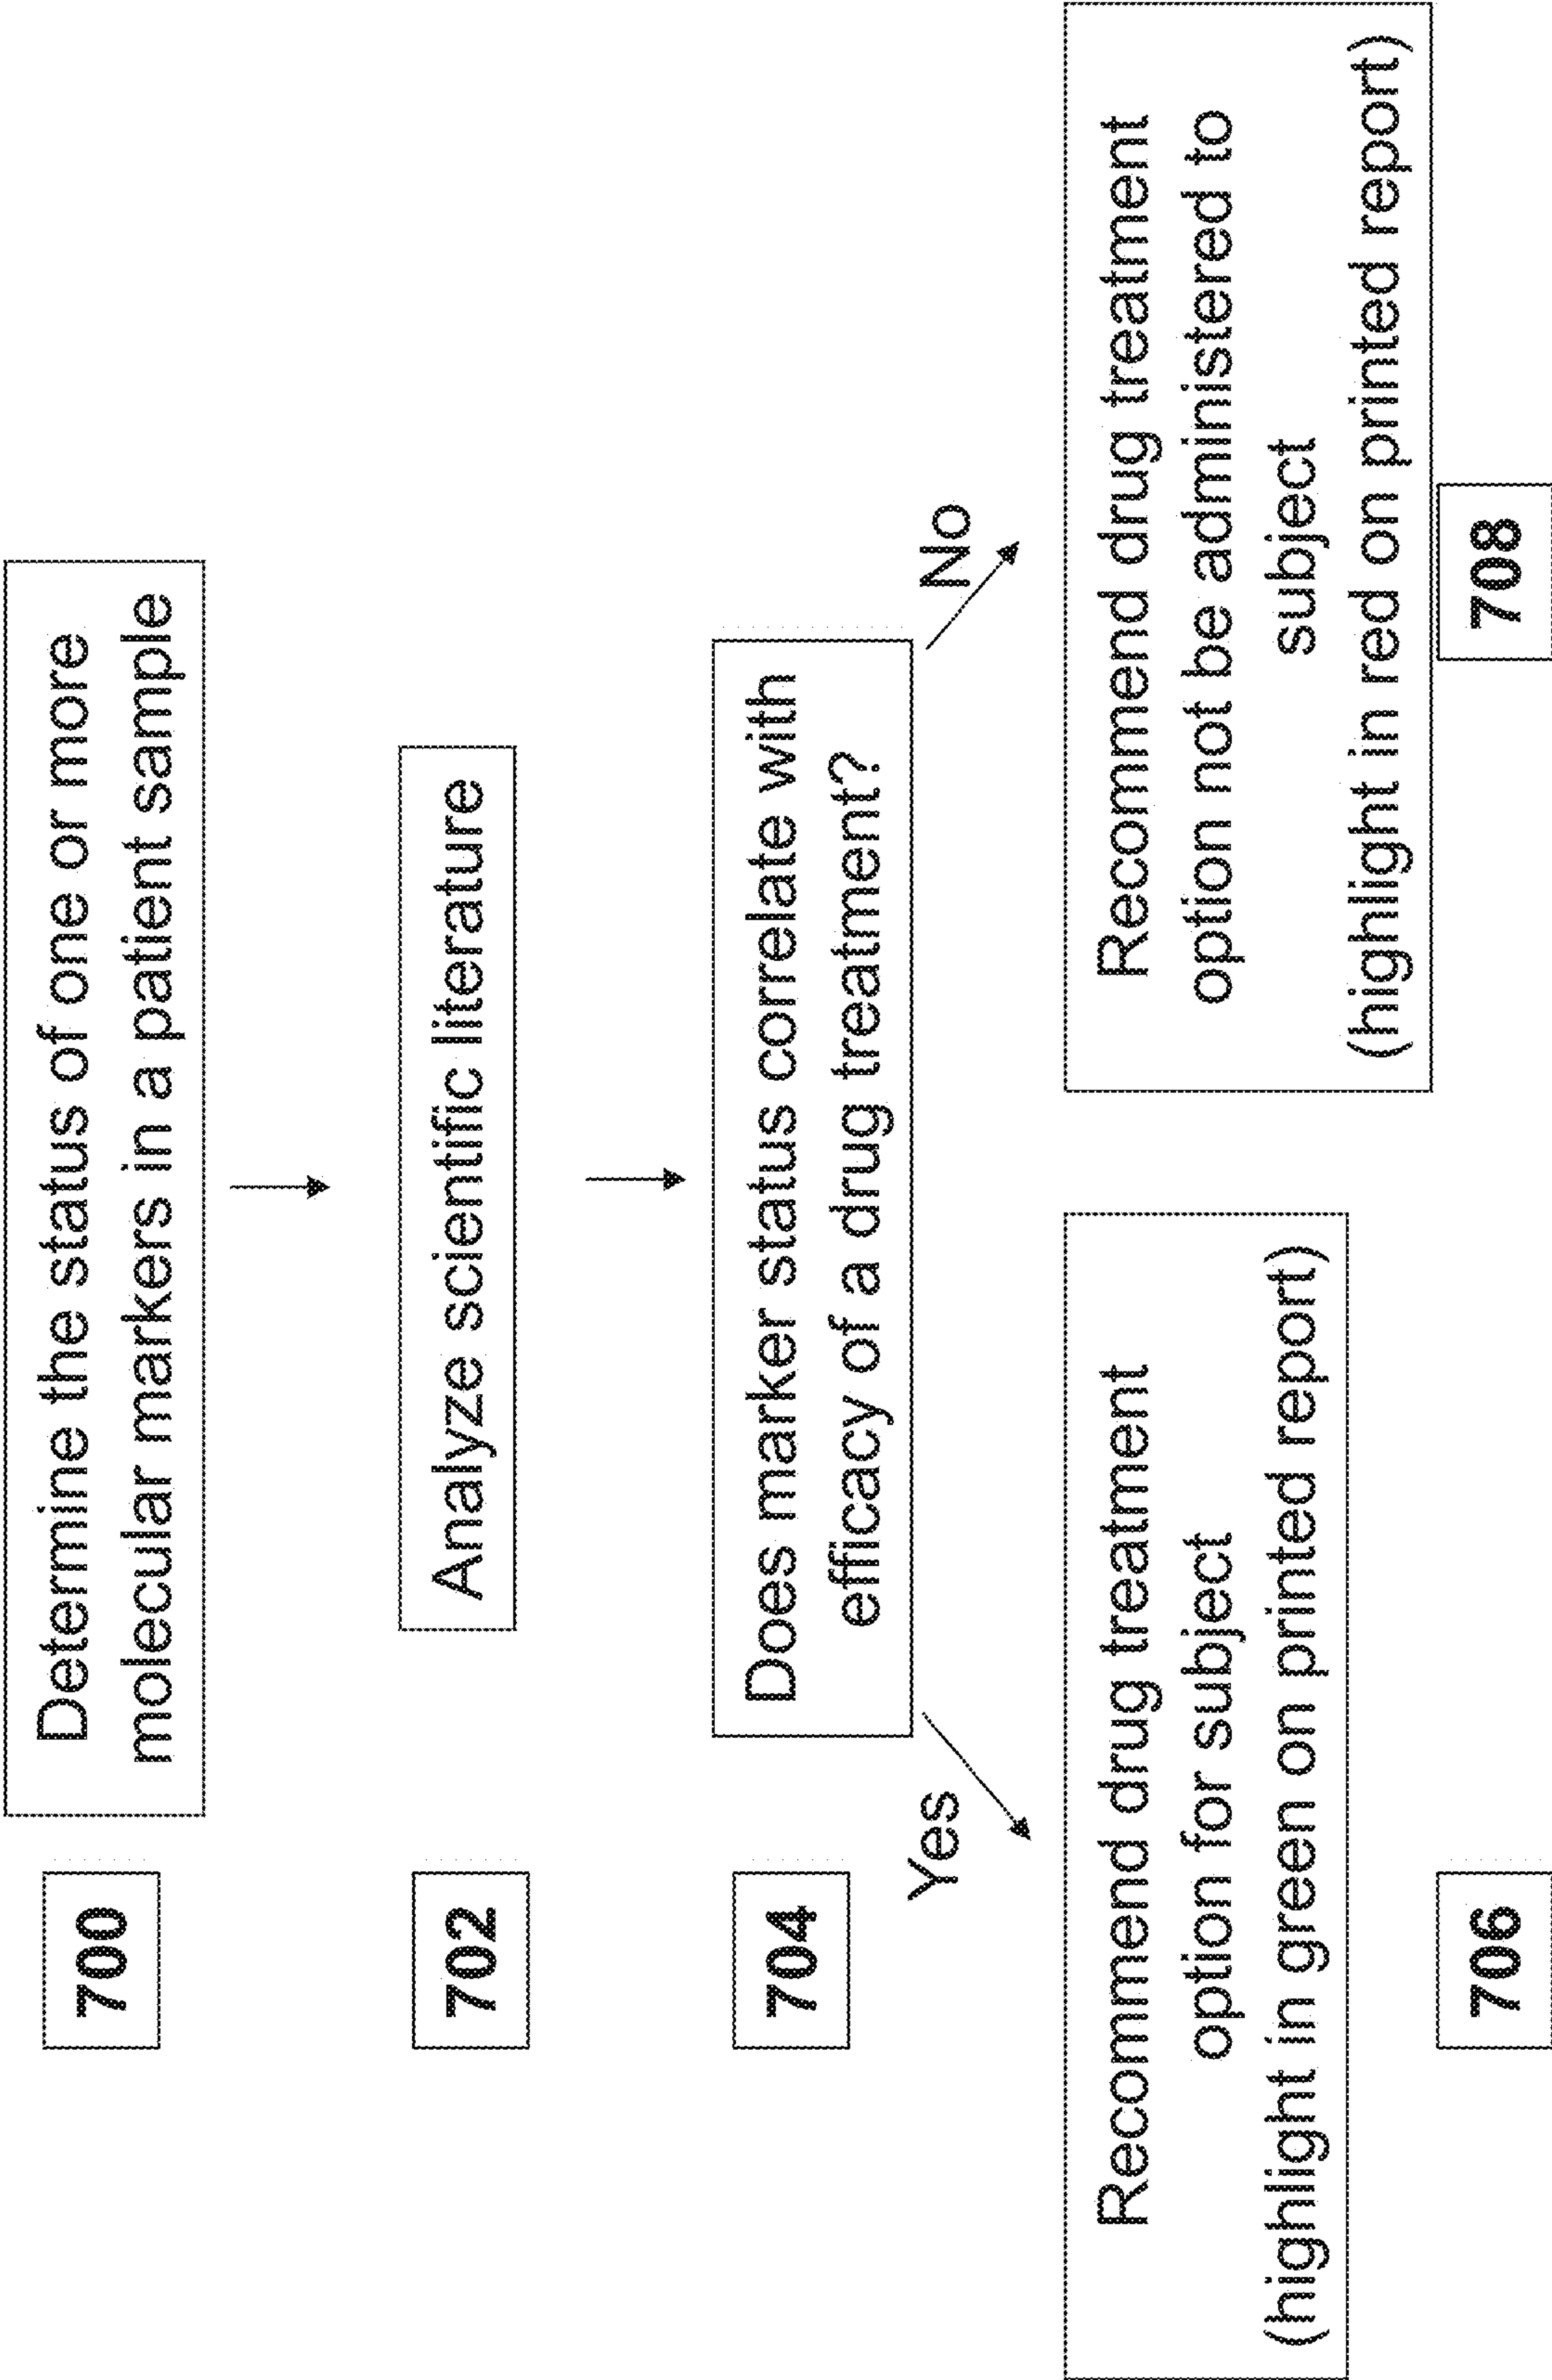 700
Determine the status of one or more
molecular markers in a patient sample
702
Analyze scientific literature
704
Does marker status correlate with
efficacy of a drug treatment?
Yes
No
Recommend drug treatment
option for subject
(highlight in green on printed report)
706
Recommend drug treatment
option not be administered to
subject
(highlight in red on printed report)
708